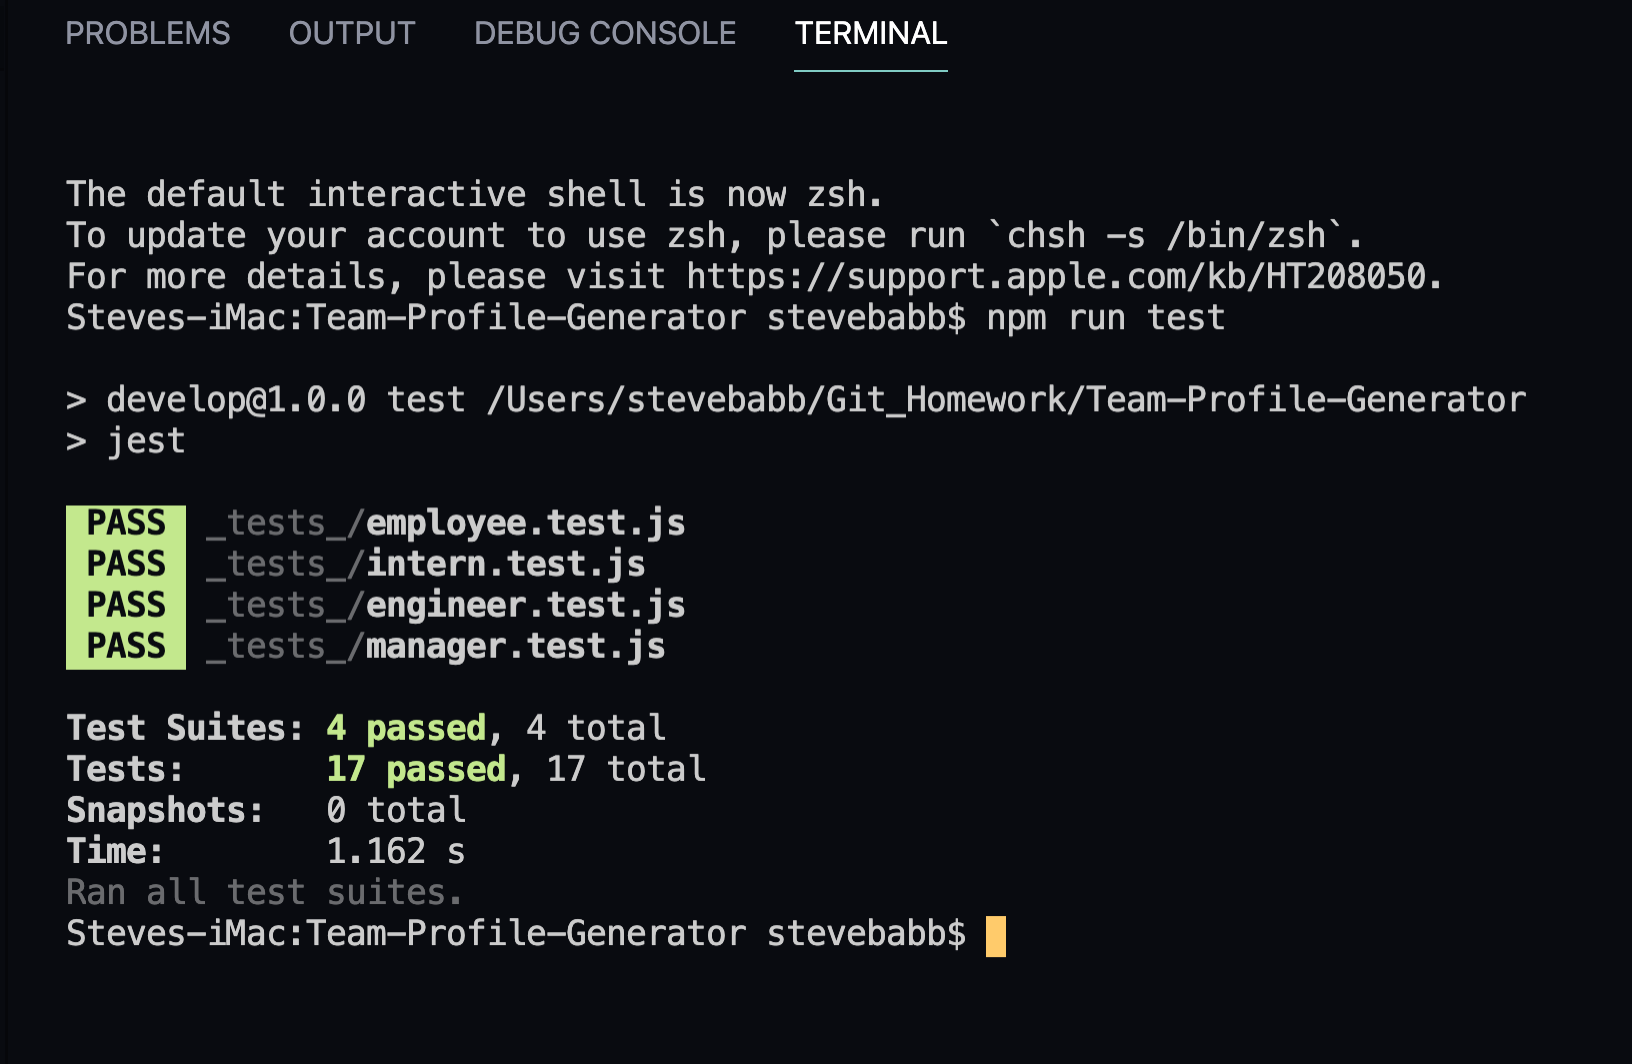 PROBLEMS OUTPUT DEBUG CONSOLE TERMINAL
The default interactive shell is now zsh.
To update your account to use zsh, please run `chsh -s /bin/zsh`.
For more details, please visit https://support.apple.com/kb/HT208050.
Steves-iMac:Team-Profile-Generator stevebabb$ npm run test
> develop@1.0.0 test /Users/stevebabb/Git_Homework/Team-Profile-Generator
> jest
PASS _tests_/employee.test.js
PASS _tests_/intern.test.js
PASS _tests_/engineer.test.js
PASS _tests_/manager.test.js
Test Suites: 4 passed, 4 total
Tests: 17 passed, 17 total
Snapshots: 0 total
Time: 1.162 s
Ran all test suites.
Steves-iMac:Team-Profile-Generator stevebabb$